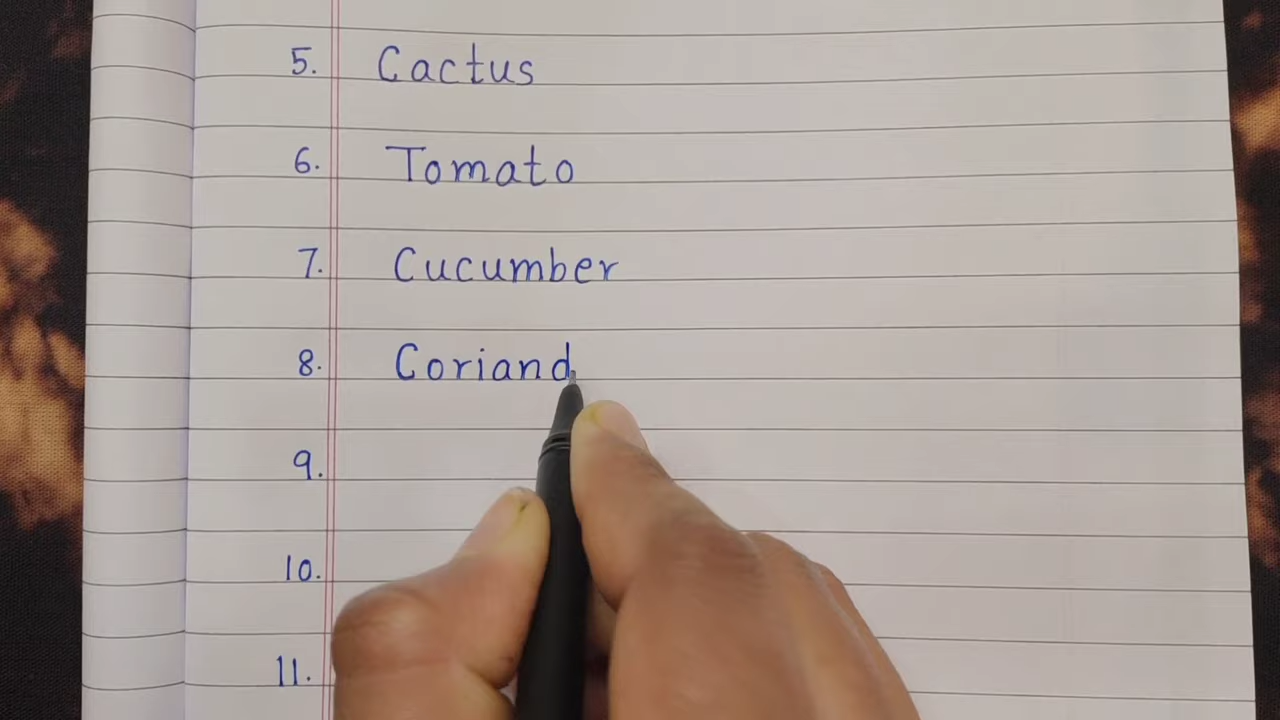 5. Cactus
6. Tomato
7. Cucumber
8. Coriand
9.
10.
11.